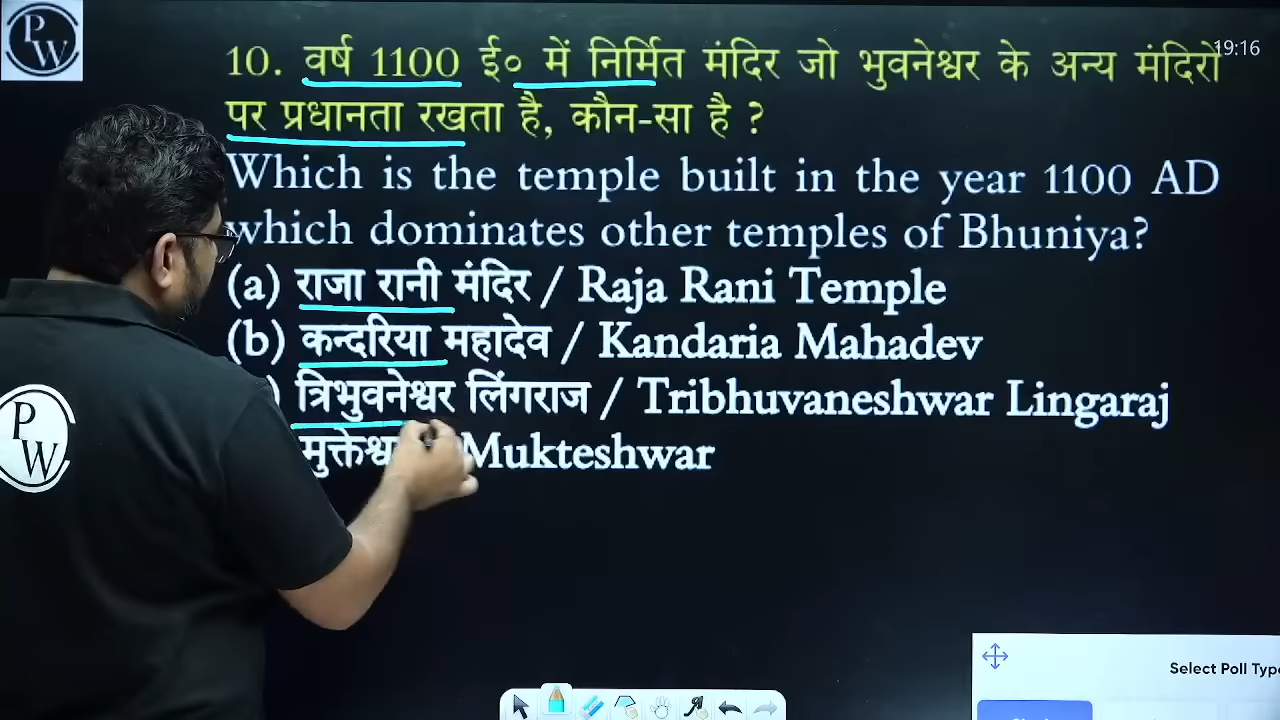 PW
19:16
10. वर्ष 1100 ई० में निर्मित मंदिर जो भुवनेश्वर के अन्य मंदिरों
पर प्रधानता रखता है, कौन-सा है ?
Which is the temple built in the year 1100 AD
which dominates other temples of Bhuniya?
(a) राजा रानी मंदिर / Raja Rani Temple
(b) कन्दरिया महादेव / Kandaria Mahadev
) त्रिभुवनेश्वर लिंगराज / Tribhuvaneshwar Lingaraj
Mukteshwar
PW
Select Poll Type